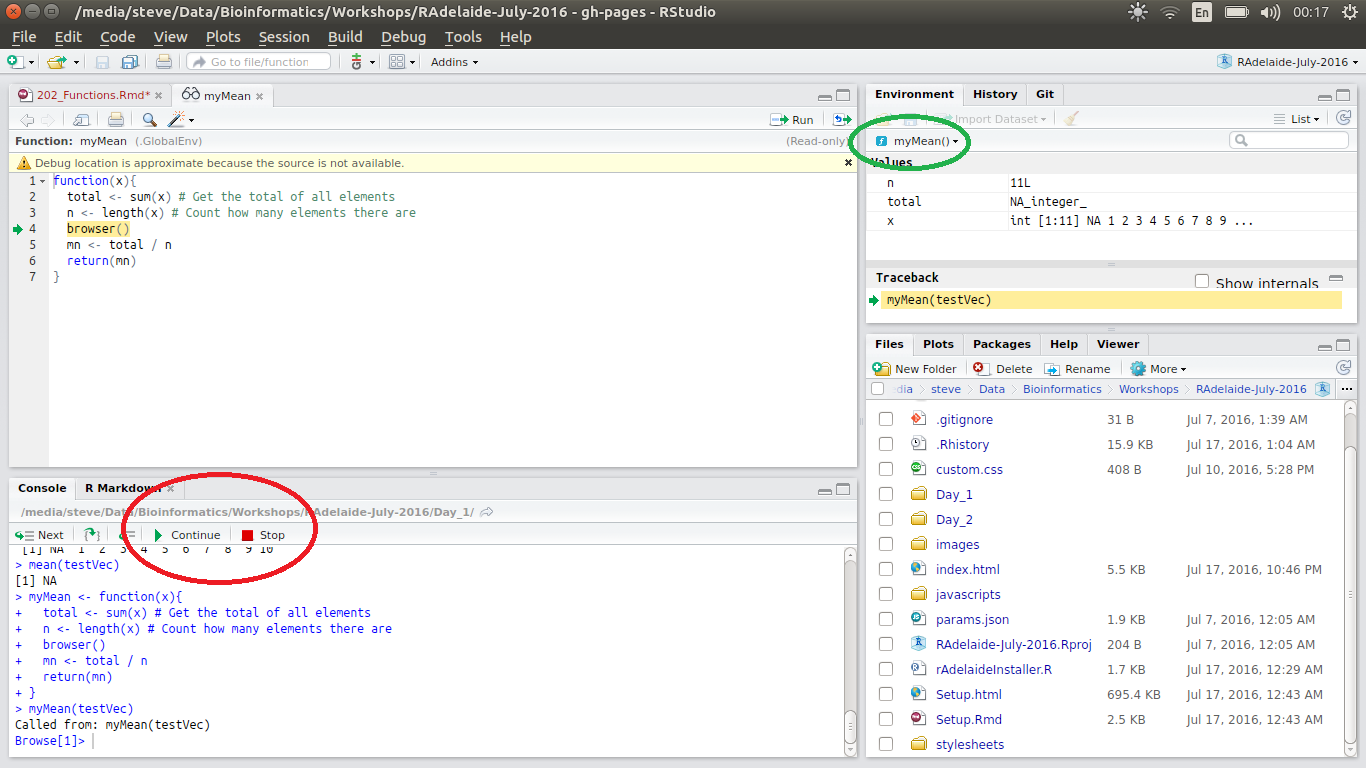 /media/steve/Data/Bioinformatics/Workshops/RAdelaide-July-2016 - gh-pages - RStudio
En
00:17
File Edit Code View Plots Session Build Debug Tools Help
Go to file/function
Addins
RAdelaide-July-2016
202_Functions.Rmd*
myMean
Run
Function: myMean (.GlobalEnv)
(Read-only)
Debug location is approximate because the source is not available.
1 function(x){
2 total <- sum(x) # Get the total of all elements
3 n <- length(x) # Count how many elements there are
4 browser()
5 mn <- total / n
6 return(mn)
7 }
Console R Markdown
/media/steve/Data/Bioinformatics/Workshops/RAdelaide-July-2016/Day_1/
Next Continue Stop
[1] NA 1 2 3 4 5 6 7 8 9 10
> mean(testVec)
[1] NA
> myMean <- function(x){
+ total <- sum(x) # Get the total of all elements
+ n <- length(x) # Count how many elements there are
+ browser()
+ mn <- total / n
+ return(mn)
+ }
> myMean(testVec)
Called from: myMean(testVec)
Browse[1]>
Environment History Git
Import Dataset
List
myMean()
Values
n 11L
total NA_integer_
x int [1:11] NA 1 2 3 4 5 6 7 8 9 ...
Traceback
Show internals
myMean(testVec)
Files Plots Packages Help Viewer
New Folder Delete Rename More
dia steve Data Bioinformatics Workshops RAdelaide-July-2016 ...
.gitignore 31 B Jul 7, 2016, 1:39 AM
.Rhistory 15.9 KB Jul 17, 2016, 1:04 AM
custom.css 408 B Jul 10, 2016, 5:28 PM
Day_1
Day_2
images
index.html 5.5 KB Jul 17, 2016, 10:46 PM
javascripts
params.json 1.9 KB Jul 7, 2016, 12:05 AM
RAdelaide-July-2016.Rproj 204 B Jul 7, 2016, 12:05 AM
rAdelaideInstaller.R 1.7 KB Jul 17, 2016, 12:29 AM
Setup.html 695.4 KB Jul 17, 2016, 12:43 AM
Setup.Rmd 2.5 KB Jul 17, 2016, 12:43 AM
stylesheets